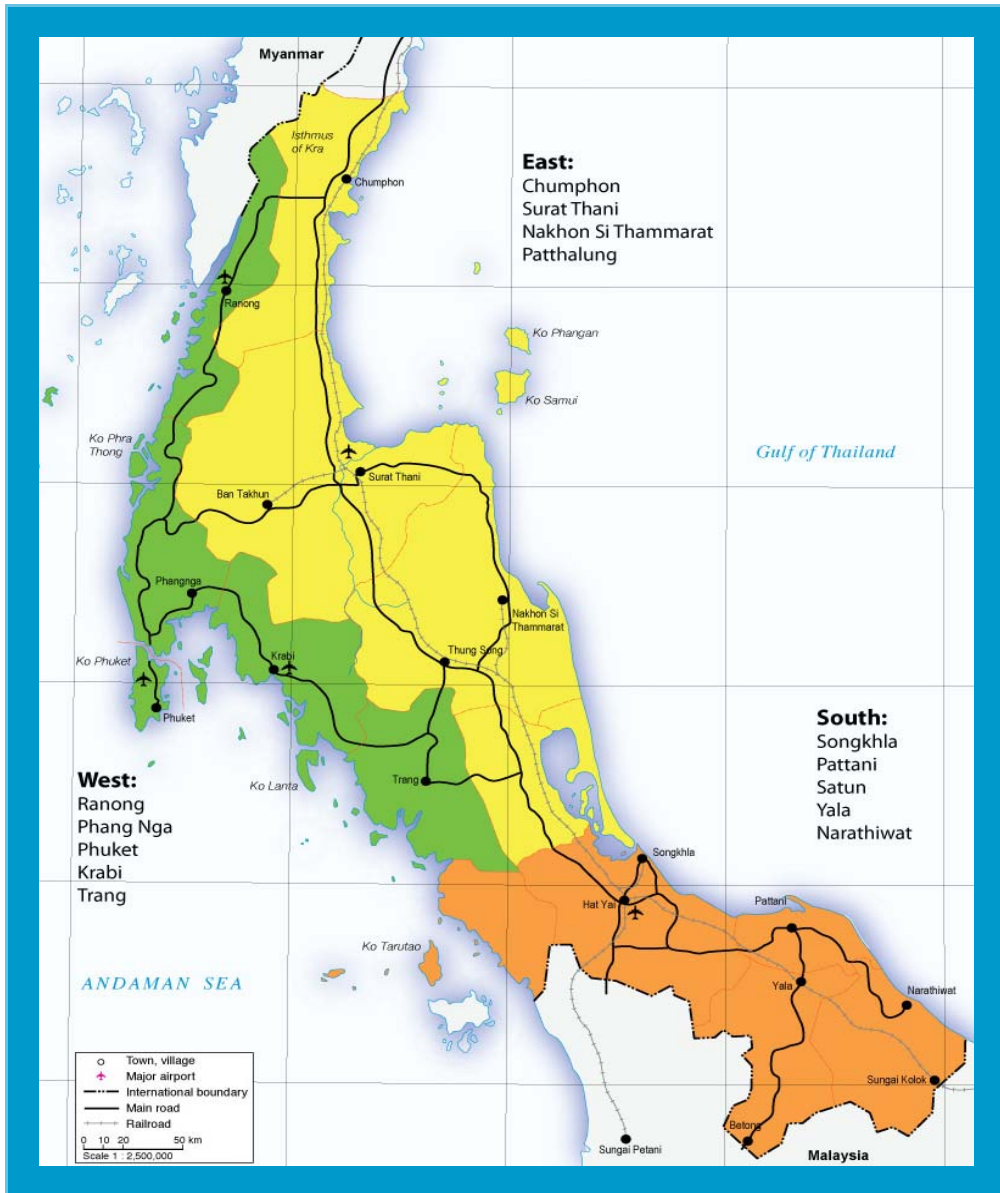 Myanmar
Isthmus
of Kra
Chumphon
East:
Chumphon
Surat Thani
Nakhon Si Thammarat
Patthalung
Ranong
Ko Phangan
Ko Samui
Ko Phra
Thong
Gulf of Thailand
Surat Thani
Ban Takhun
Phangnga
Nakhon Si
Thammarat
Thung Song
Krabi
Ko Phuket
Phuket
South:
Songkhla
Pattani
Satun
Yala
Narathiwat
West:
Ranong
Phang Nga
Phuket
Krabi
Trang
Trang
Ko Lanta
Songkhla
Hat Yai
Pattani
Ko Tarutao
ANDAMAN SEA
Yala
Narathiwat
Town, village
Major airport
International boundary
Main road
Railroad
0 10 20 50 km
Scale 1 : 2,500,000
Sungai Kolok
Betong
Sungai Petani
Malaysia